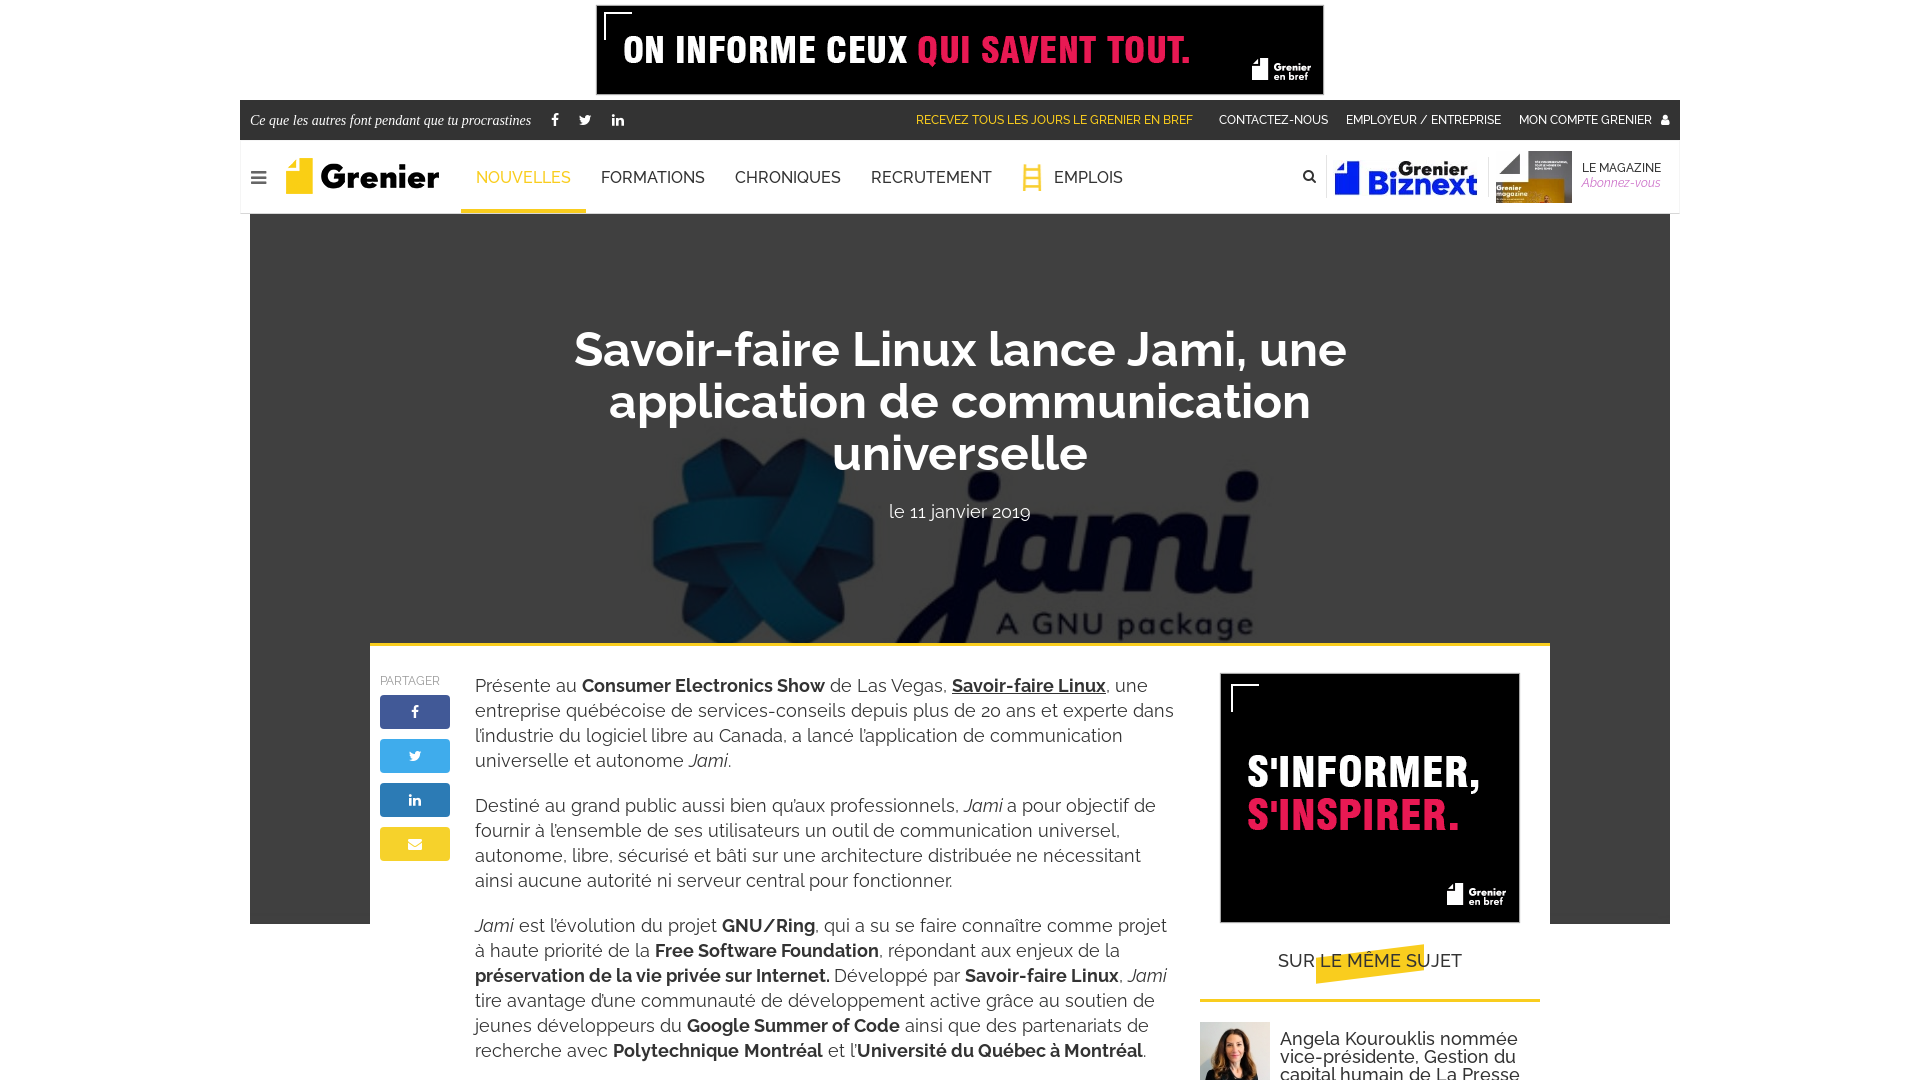 ON INFORME CEUX QUI SAVENT TOUT.
Grenier
en bref
Ce que les autres font pendant que tu procrastines
RECEVEZ TOUS LES JOURS LE GRENIER EN BREF
CONTACTEZ-NOUS
EMPLOYEUR / ENTREPRISE
MON COMPTE GRENIER
Grenier
NOUVELLES
FORMATIONS
CHRONIQUES
RECRUTEMENT
EMPLOIS
Grenier
Biznext
Grenier
magazine
LE MAGAZINE
Abonnez-vous
Savoir-faire Linux lance Jami, une
application de communication
universelle
le 11 janvier 2019
jami
A GNU package
PARTAGER
Présente au Consumer Electronics Show de Las Vegas, Savoir-faire Linux, une
entreprise québécoise de services-conseils depuis plus de 20 ans et experte dans
l’industrie du logiciel libre au Canada, a lancé l’application de communication
universelle et autonome Jami.
Destiné au grand public aussi bien qu’aux professionnels, Jami a pour objectif de
fournir à l’ensemble de ses utilisateurs un outil de communication universel,
autonome, libre, sécurisé et bâti sur une architecture distribuée ne nécessitant
ainsi aucune autorité ni serveur central pour fonctionner.
Jami est l’évolution du projet GNU/Ring, qui a su se faire connaître comme projet
à haute priorité de la Free Software Foundation, répondant aux enjeux de la
préservation de la vie privée sur Internet. Développé par Savoir-faire Linux, Jami
tire avantage d’une communauté de développement active grâce au soutien de
jeunes développeurs du Google Summer of Code ainsi que des partenariats de
recherche avec Polytechnique Montréal et l’Université du Québec à Montréal.
S'INFORMER,
S'INSPIRER.
Grenier
en bref
SUR LE MÊME SUJET
Angela Kourouklis nommée
vice-présidente, Gestion du
capital humain de La Presse